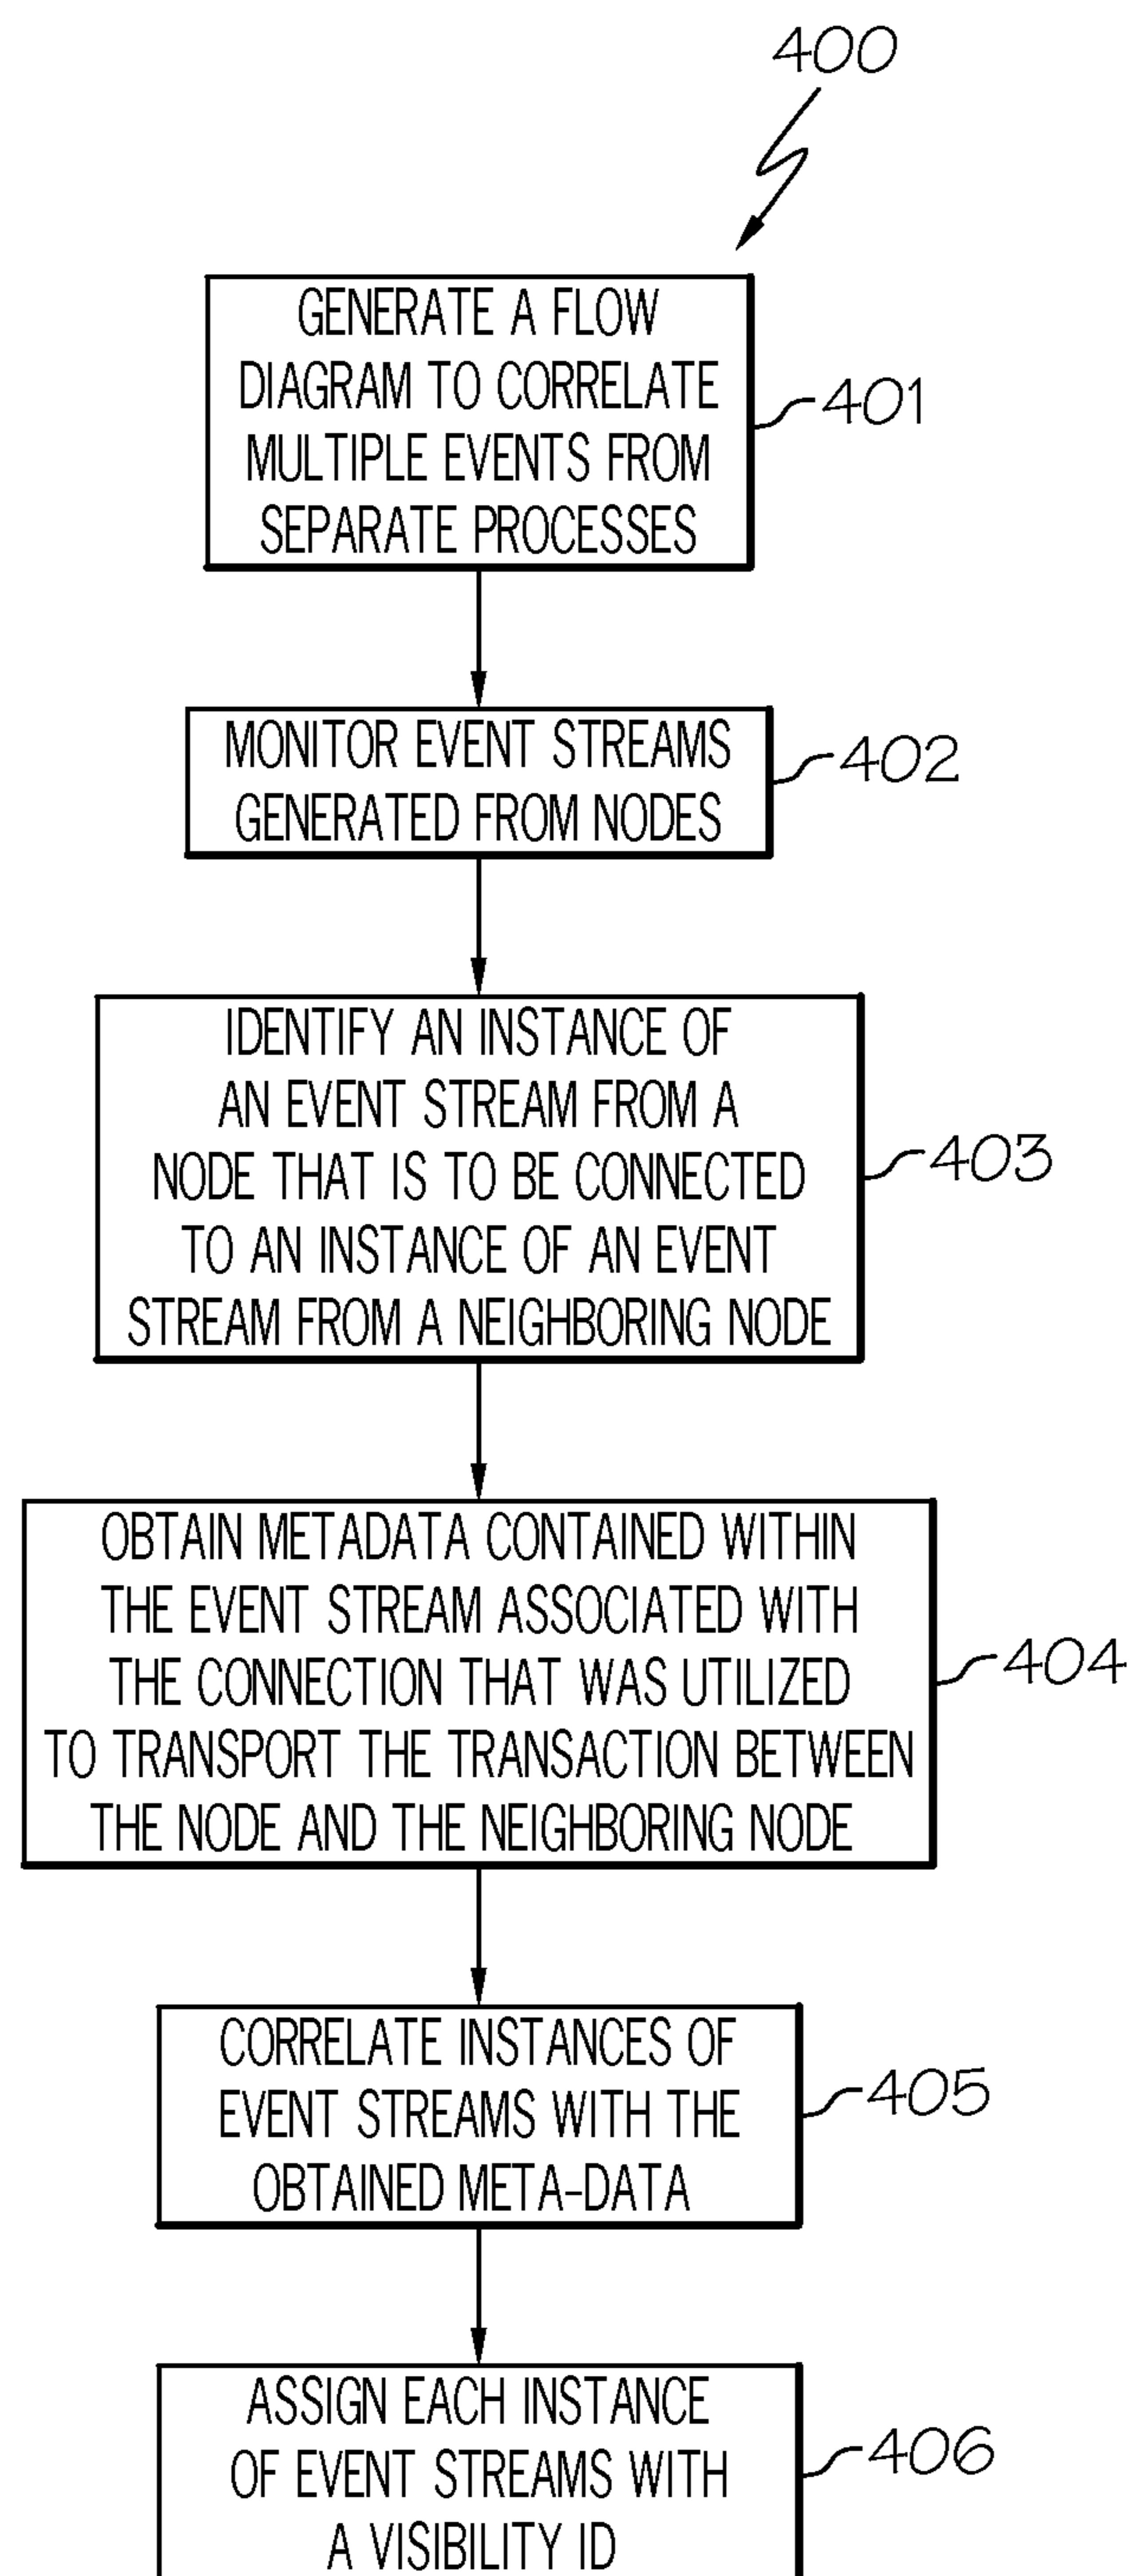 400
GENERATE A FLOW
DIAGRAM TO CORRELATE
MULTIPLE EVENTS FROM
SEPARATE PROCESSES
401
MONITOR EVENT STREAMS
GENERATED FROM NODES
402
IDENTIFY AN INSTANCE OF
AN EVENT STREAM FROM A
NODE THAT IS TO BE CONNECTED
TO AN INSTANCE OF AN EVENT
STREAM FROM A NEIGHBORING NODE
403
OBTAIN METADATA CONTAINED WITHIN
THE EVENT STREAM ASSOCIATED WITH
THE CONNECTION THAT WAS UTILIZED
TO TRANSPORT THE TRANSACTION BETWEEN
THE NODE AND THE NEIGHBORING NODE
404
CORRELATE INSTANCES OF
EVENT STREAMS WITH THE
OBTAINED META-DATA
405
ASSIGN EACH INSTANCE
OF EVENT STREAMS WITH
A VISIBILITY ID
406